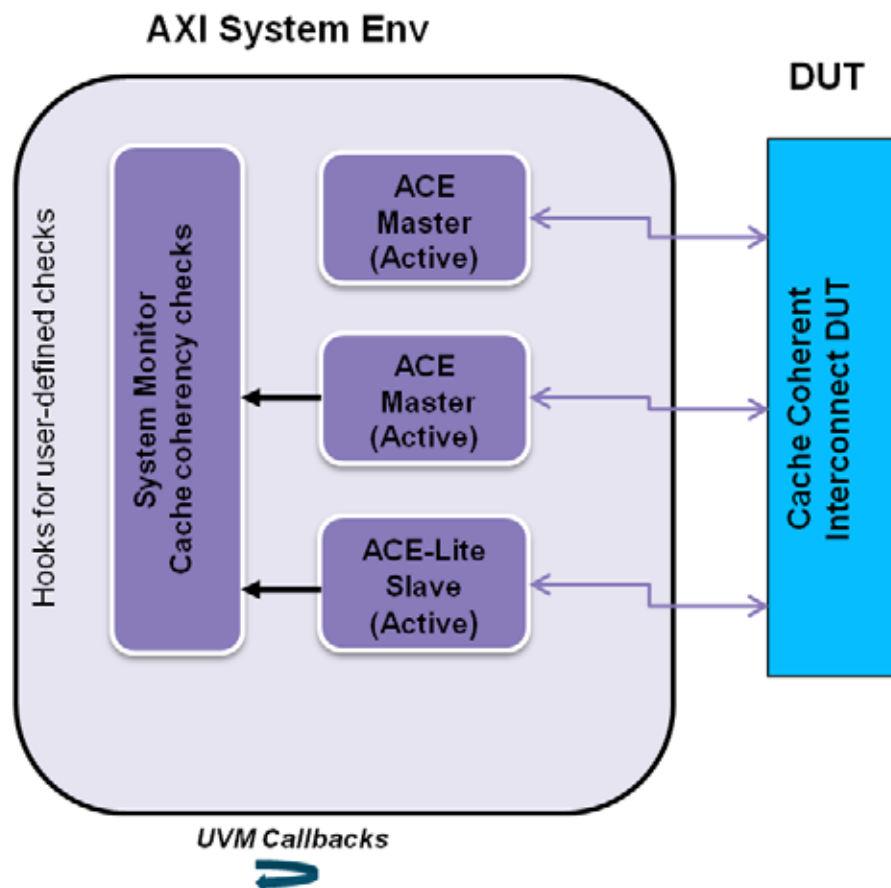 AXI System Env
DUT
Hooks for user-defined checks
System Monitor
Cache coherency checks
ACE
Master
(Active)
ACE
Master
(Active)
ACE-Lite
Slave
(Active)
Cache Coherent
Interconnect DUT
UVM Callbacks